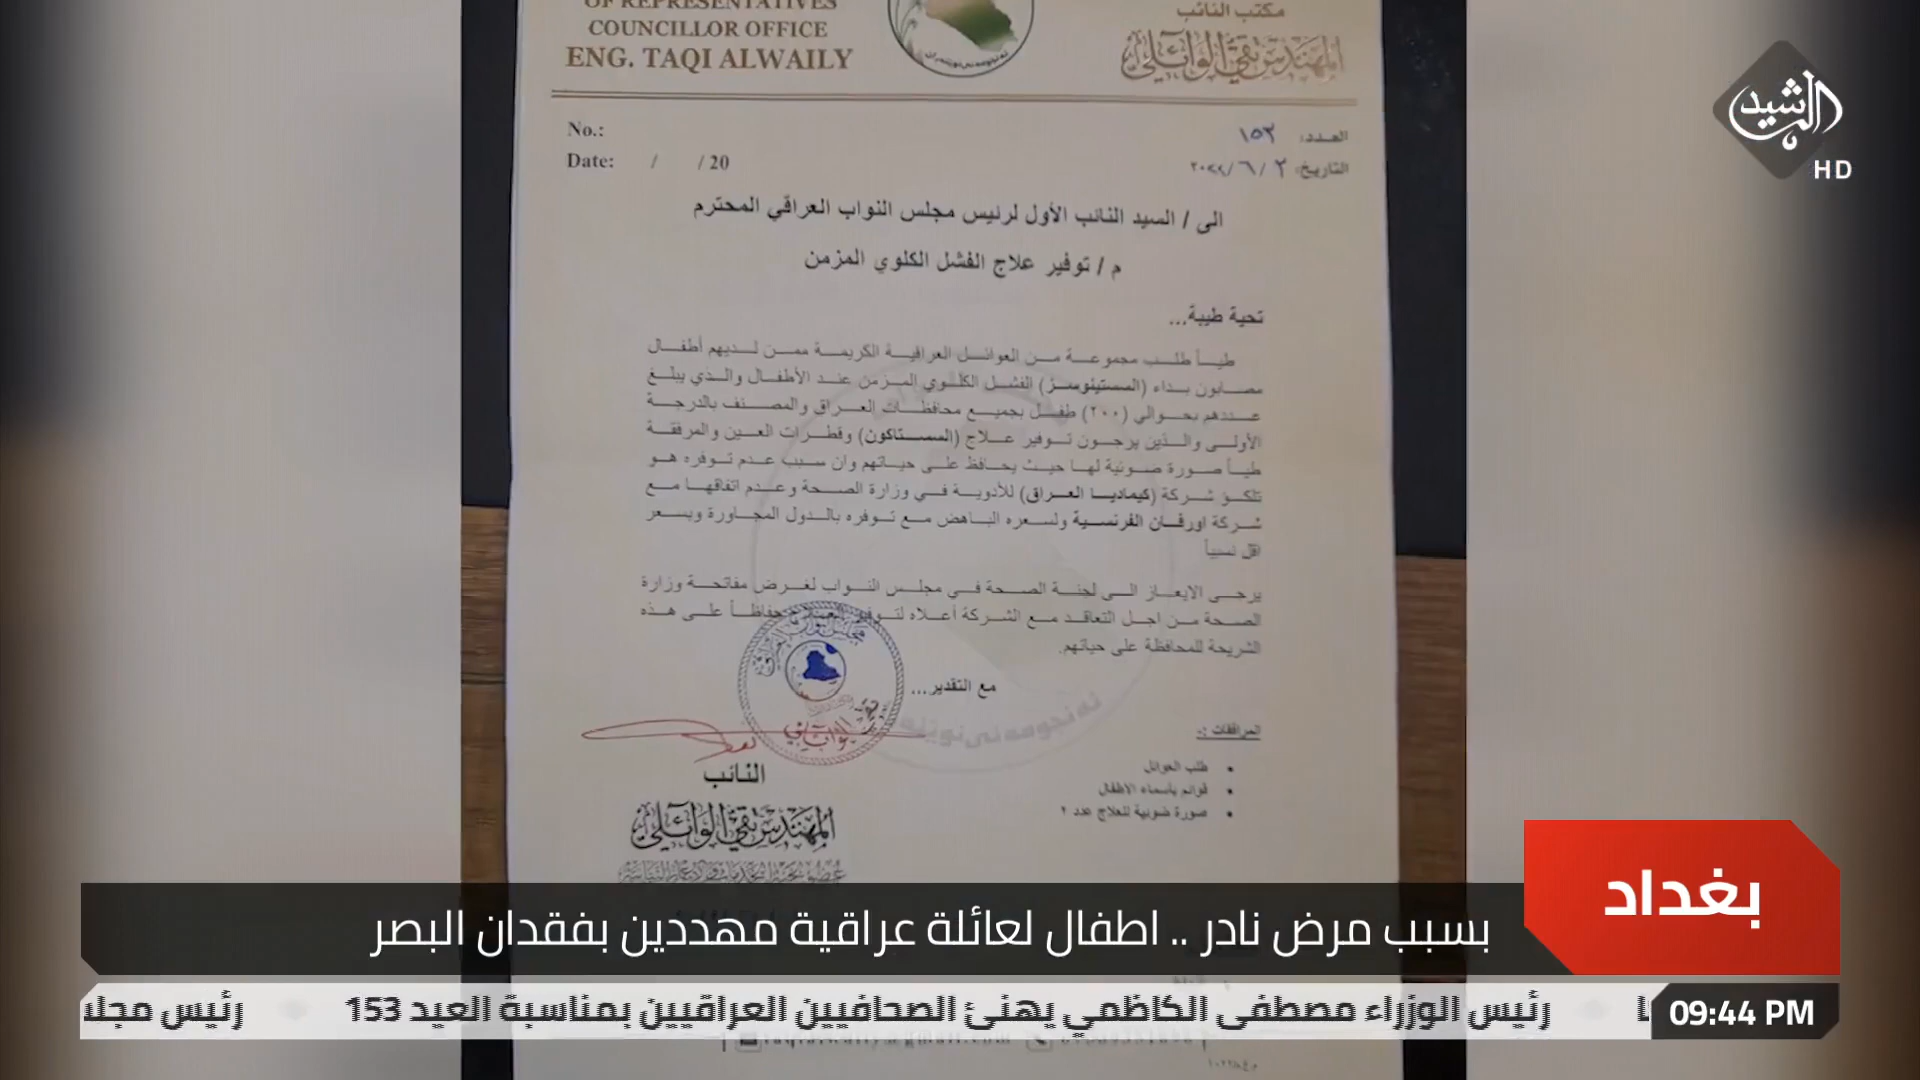 OF REPRESENTATIVES
COUNCILLOR OFFICE
ENG. TAQI ALWAILY
مكتب النائب
المهندس تقي الوائلي
No.:
Date: / / 20
العدد: ١٥٣
التاريخ: ٢ / ٦ / ٢٠٢٢
الى / السيد النائب الأول لرئيس مجلس النواب العراقي المحترم
م / توفير علاج الفشل الكلوي المزمن
تحية طيبة...
طياً طلب مجموعة من العوائل العراقية الكريمة ممن لديهم أطفال
مصابون بداء (السستينوسز) الفشل الكلوي المزمن عند الأطفال والذي يبلغ
عددهم بحوالي (٢٠٠) طفل بجميع محافظات العراق والمصنف بالدرجة
الأولى والذين يرجون توفير علاج (السستاكون) وقطرات العين والمرفقة
طياً صورة ضوئية لها حيث يحافظ على حياتهم وان سبب عدم توفره هو
تلكؤ شركة (كيماديا العراق) للأدوية في وزارة الصحة وعدم اتفاقها مع
شركة اورفان الفرنسية ولسعره الباهض مع توفره بالدول المجاورة وبسعر
اقل نسبياً
يرجى الايعاز الى لجنة الصحة في مجلس النواب لغرض مفاتحة وزارة
الصحة من اجل التعاقد مع الشركة أعلاه لتوفير العلاج حفاظاً على هذه
الشريحة للمحافظة على حياتهم.
مع التقدير...
المرافقات :-
• طلب العوائل
• قوائم بأسماء الاطفال
• صورة ضوئية للعلاج عدد ٢
النائب
المهندس تقي الوائلي
الرشيد
HD
بغداد
بسبب مرض نادر .. اطفال لعائلة عراقية مهددين بفقدان البصر
رئيس الوزراء مصطفى الكاظمي يهنئ الصحافيين العراقيين بمناسبة العيد 153
رئيس مجلا
09:44 PM